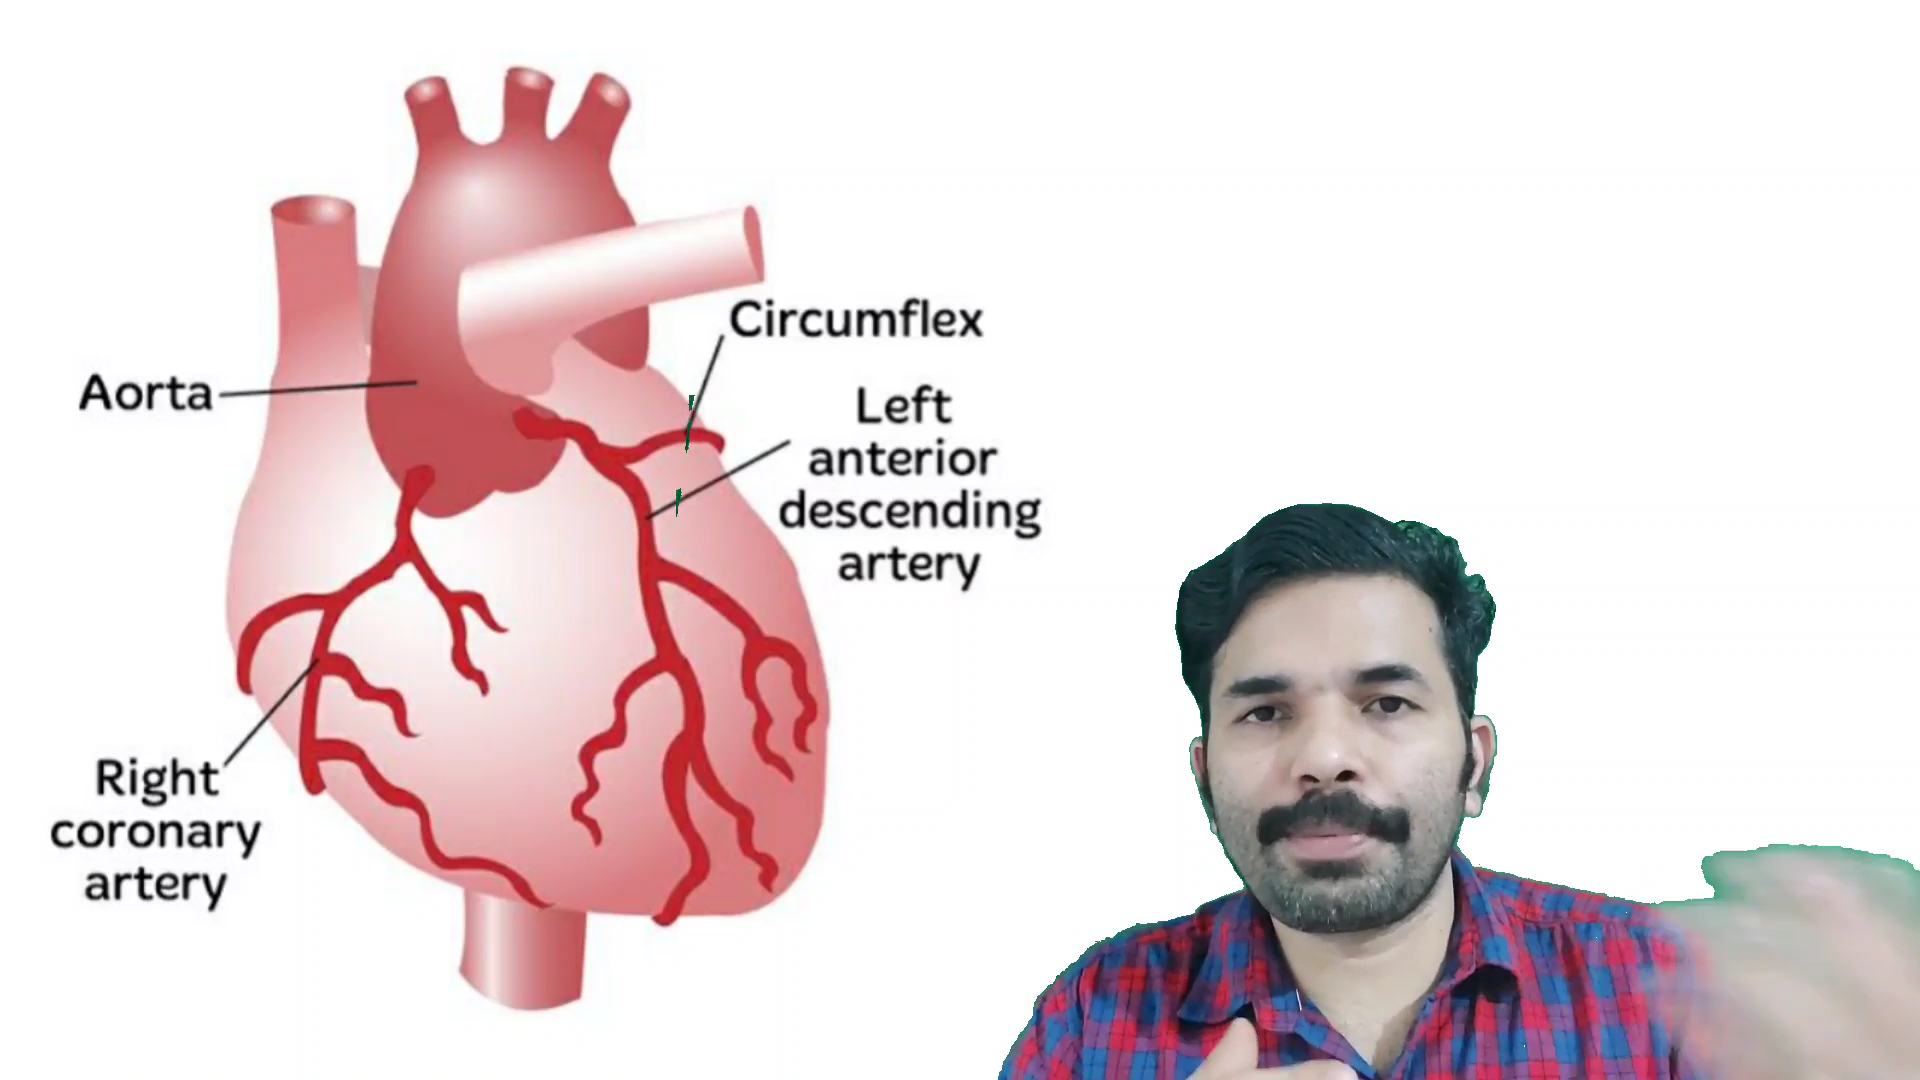 Circumflex
Aorta
Left
anterior
descending
artery
Right
coronary
artery